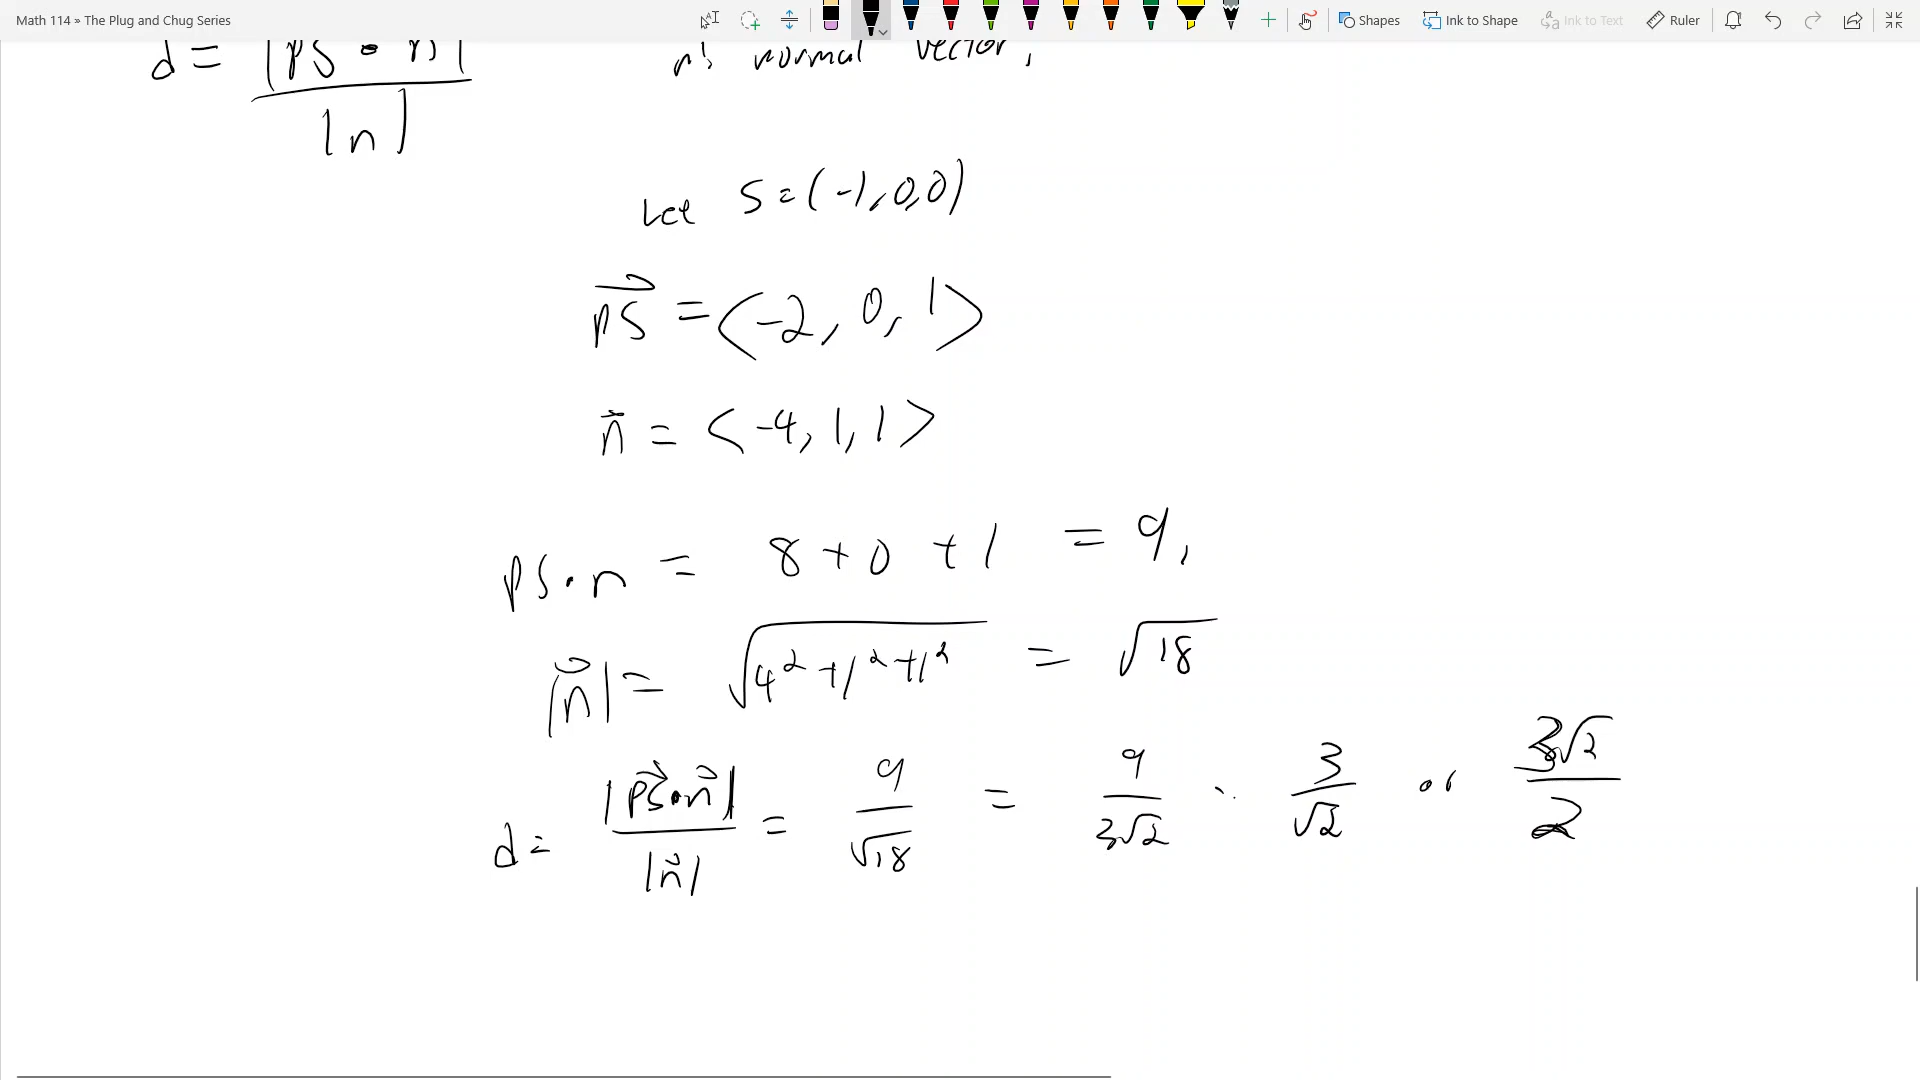 Math 114 » The Plug and Chug Series
Shapes
Ink to Shape
Ink to Text
Ruler
d = |PS • n| / |n|
n: normal vector,
Let S = (-1, 0, 0)
PS = <-2, 0, 1>
n = <-4, 1, 1>
PS • n = 8 + 0 + 1 = 9,
|n| = √(4² + 1² + 1²) = √18
d = |PS • n| / |n| = 9/√18 = 9/3√2 = 3/√2 or 3√2/2